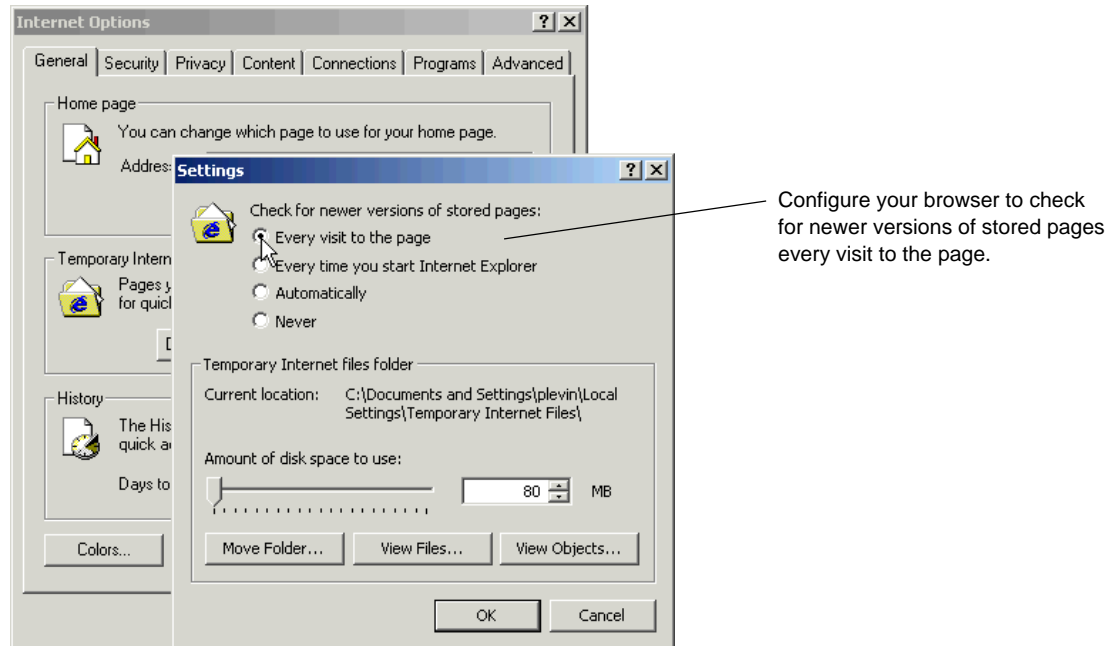 Internet Options
General Security Privacy Content Connections Programs Advanced
Home page
You can change which page to use for your home page.
Settings
Check for newer versions of stored pages:
Every visit to the page
Every time you start Internet Explorer
Automatically
Never
Temporary Internet files folder
Current location: C:\Documents and Settings\plevin\Local
Settings\Temporary Internet Files\
Amount of disk space to use:
80 MB
Move Folder... View Files... View Objects...
OK Cancel
Temporary
Pages
for
History
The
quick
Days to
Colors...
Configure your browser to check
for newer versions of stored pages
every visit to the page.